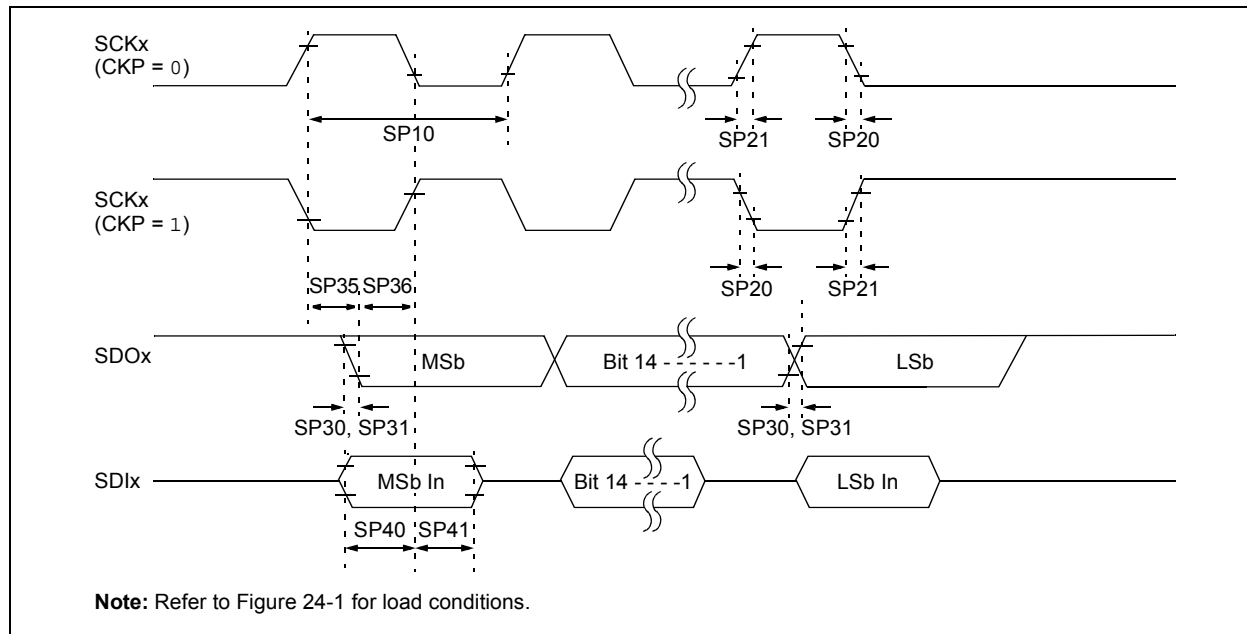 SCKx
(CKP = 0)
SP10
SP21
SP20
SCKx
(CKP = 1)
SP35
SP36
SP20
SP21
SDOx
MSb
Bit 14 - - - - - -1
LSb
SP30, SP31
SP30, SP31
SDIx
MSb In
Bit 14 - - - - -1
LSb In
SP40
SP41
Note: Refer to Figure 24-1 for load conditions.